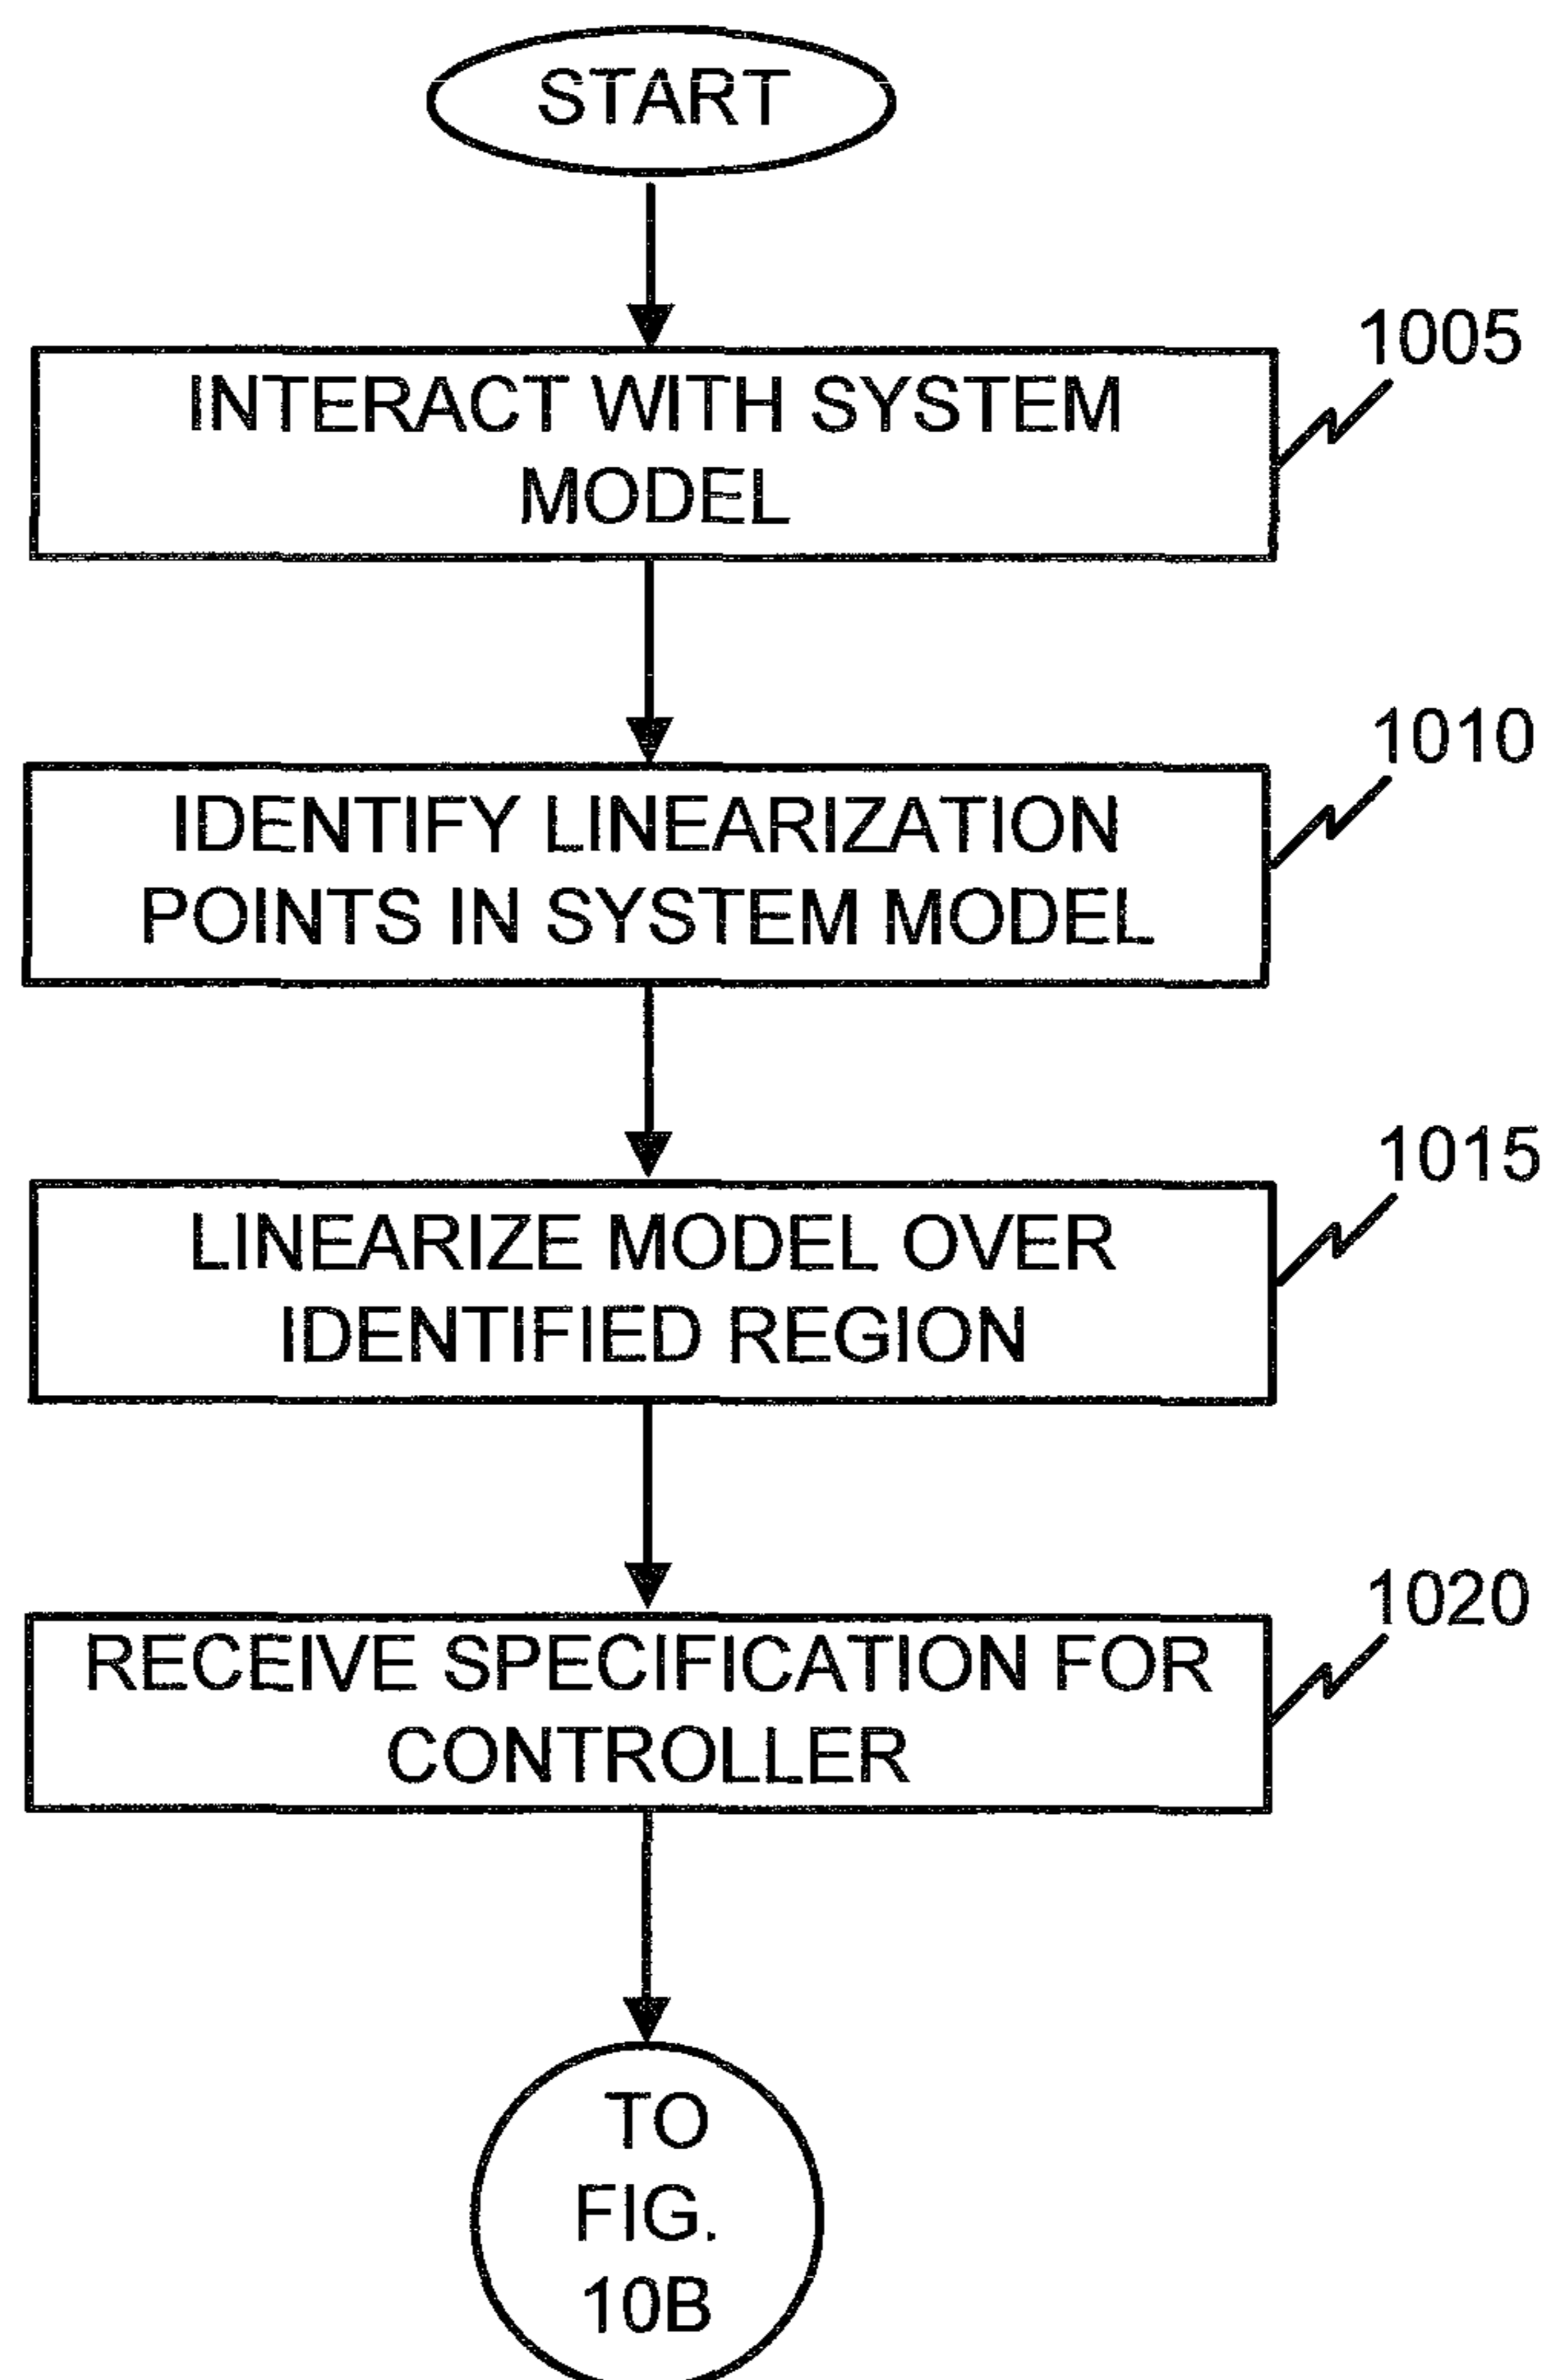 START
1005
INTERACT WITH SYSTEM
MODEL
1010
IDENTIFY LINEARIZATION
POINTS IN SYSTEM MODEL
1015
LINEARIZE MODEL OVER
IDENTIFIED REGION
1020
RECEIVE SPECIFICATION FOR
CONTROLLER
TO
FIG.
10B